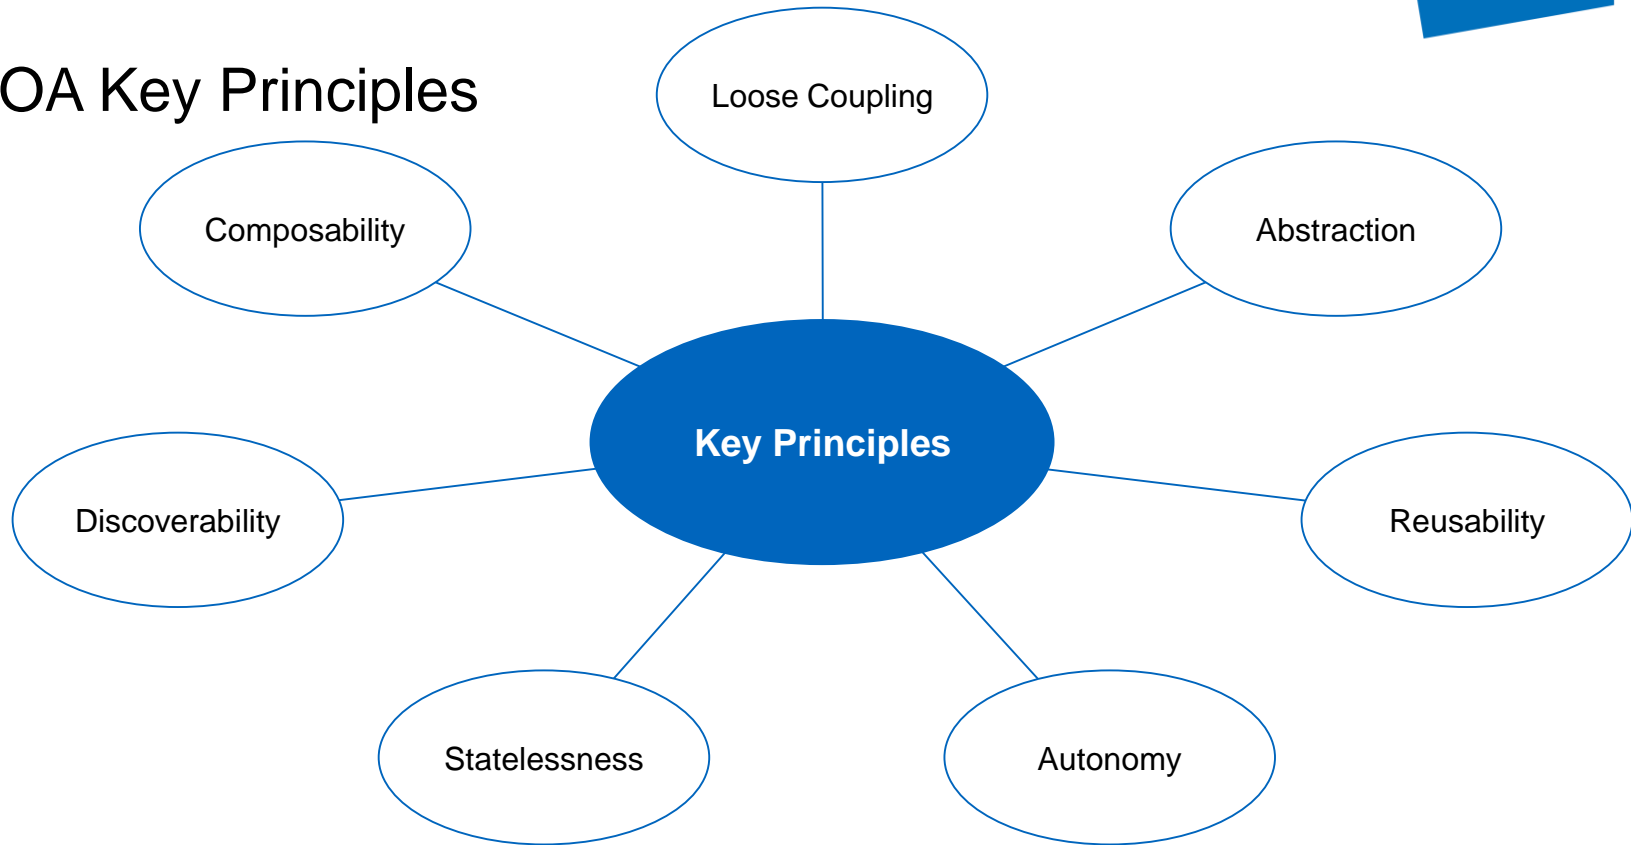 OA Key Principles
Loose Coupling
Composability
Abstraction
Key Principles
Discoverability
Reusability
Statelessness
Autonomy